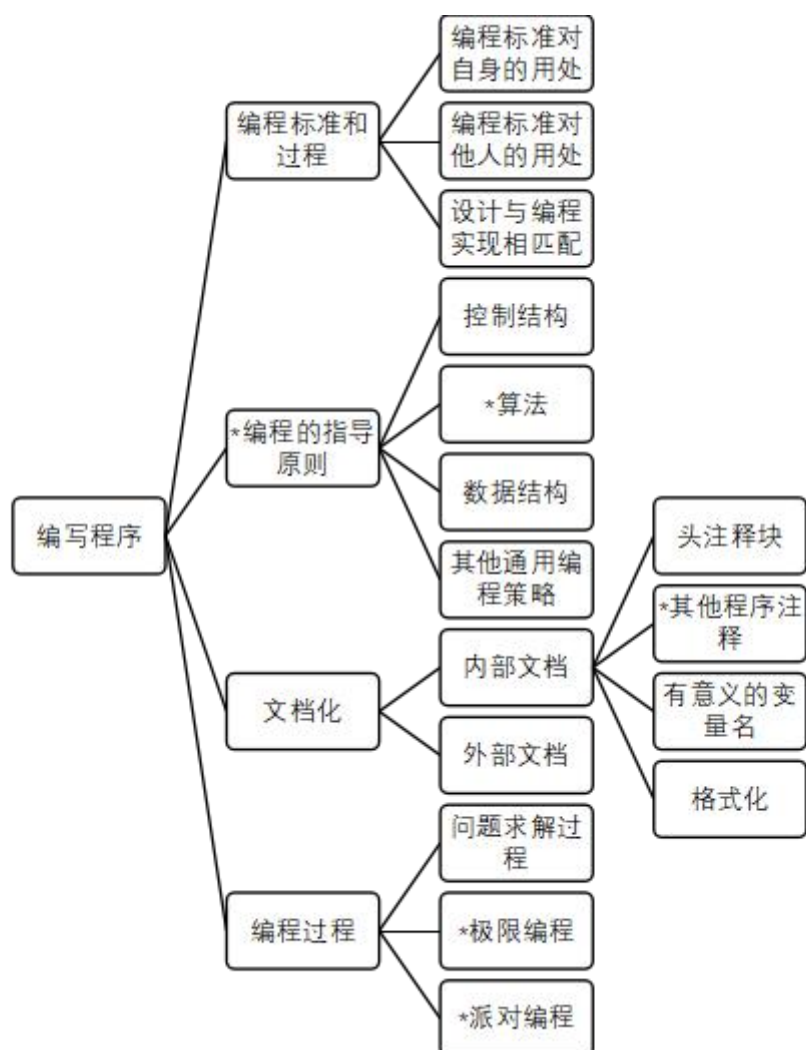 编程标准对
自身的用处
编程标准和
过程
编程标准对
他人的用处
设计与编程
实现相匹配
控制结构
*算法
*编程的指导
原则
数据结构
编写程序
其他通用编
程策略
头注释块
*其他程序注
释
内部文档
文档化
有意义的变
量名
外部文档
格式化
问题求解过
程
编程过程
*极限编程
*派对编程